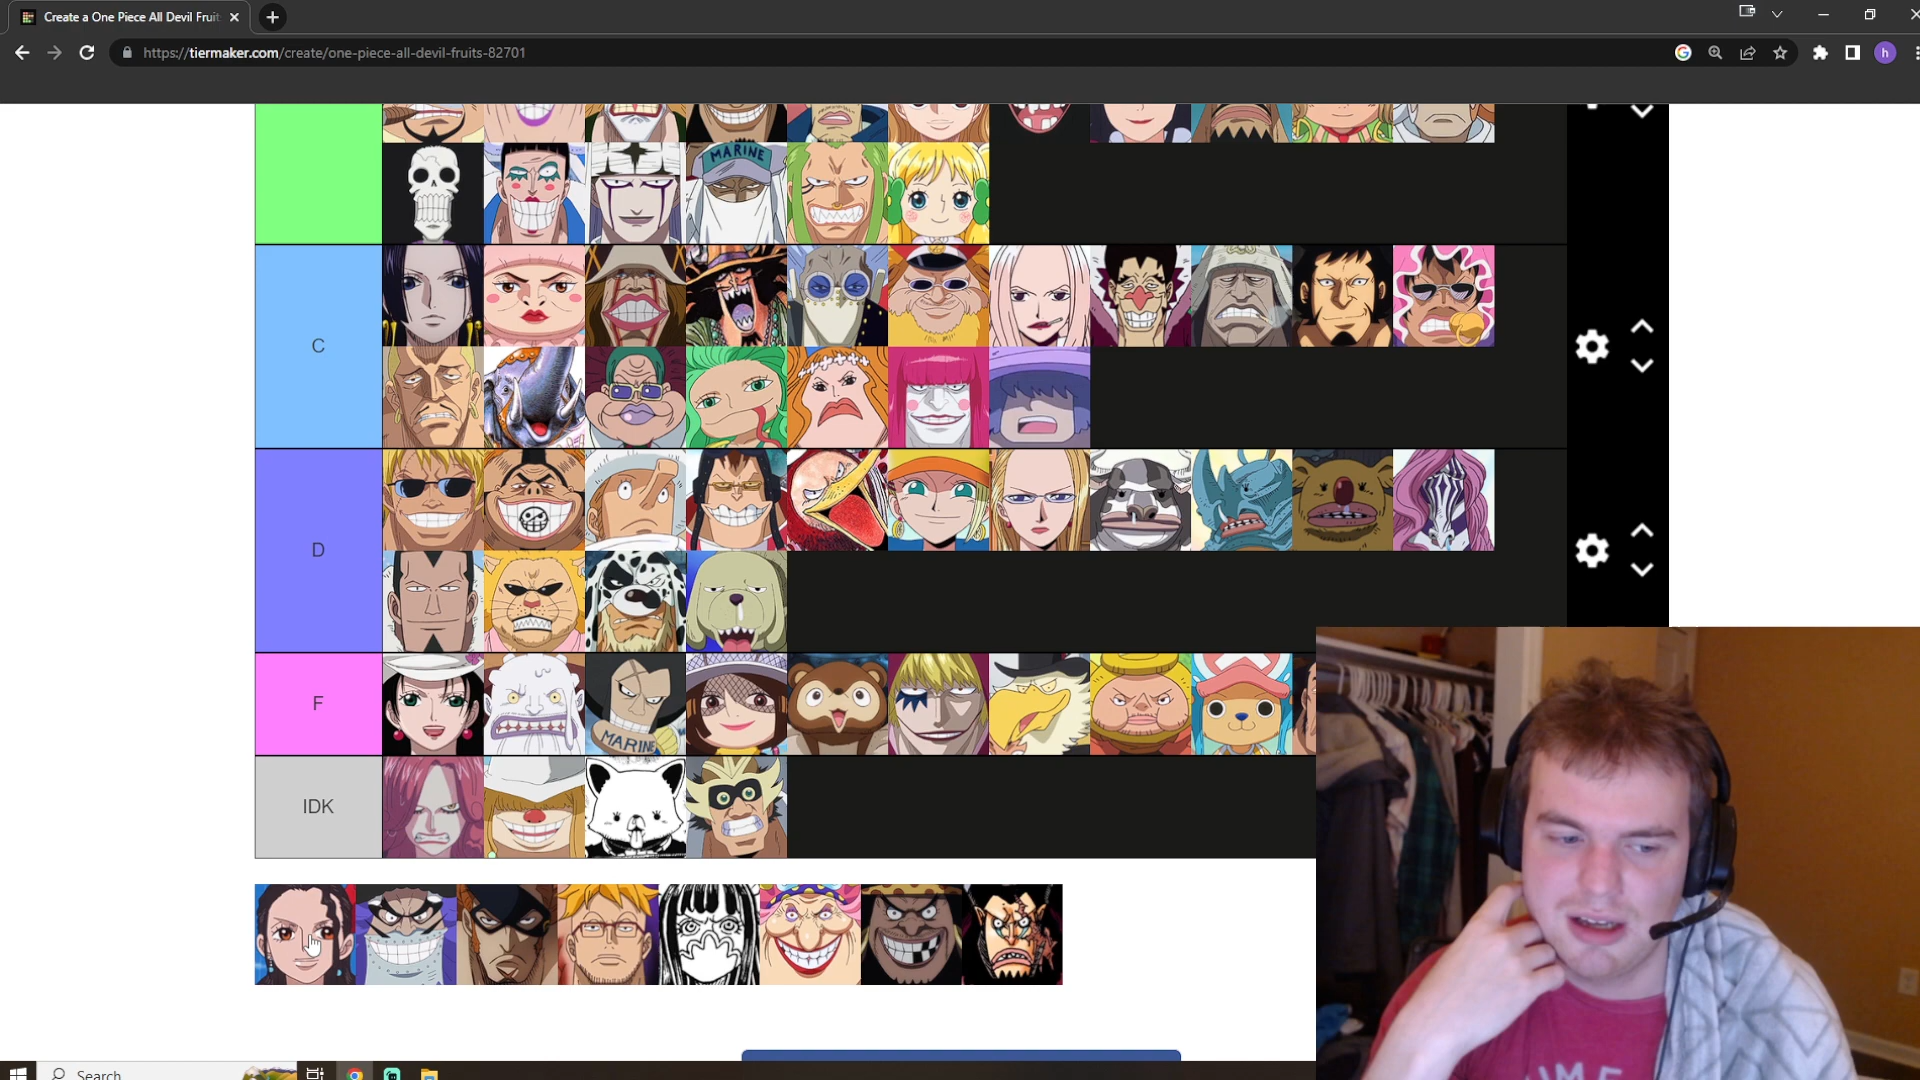 Create a One Piece All Devil Fruit
https://tiermaker.com/create/one-piece-all-devil-fruits-82701
h
MARINE
C
D
F
MARINE
IDK
Search